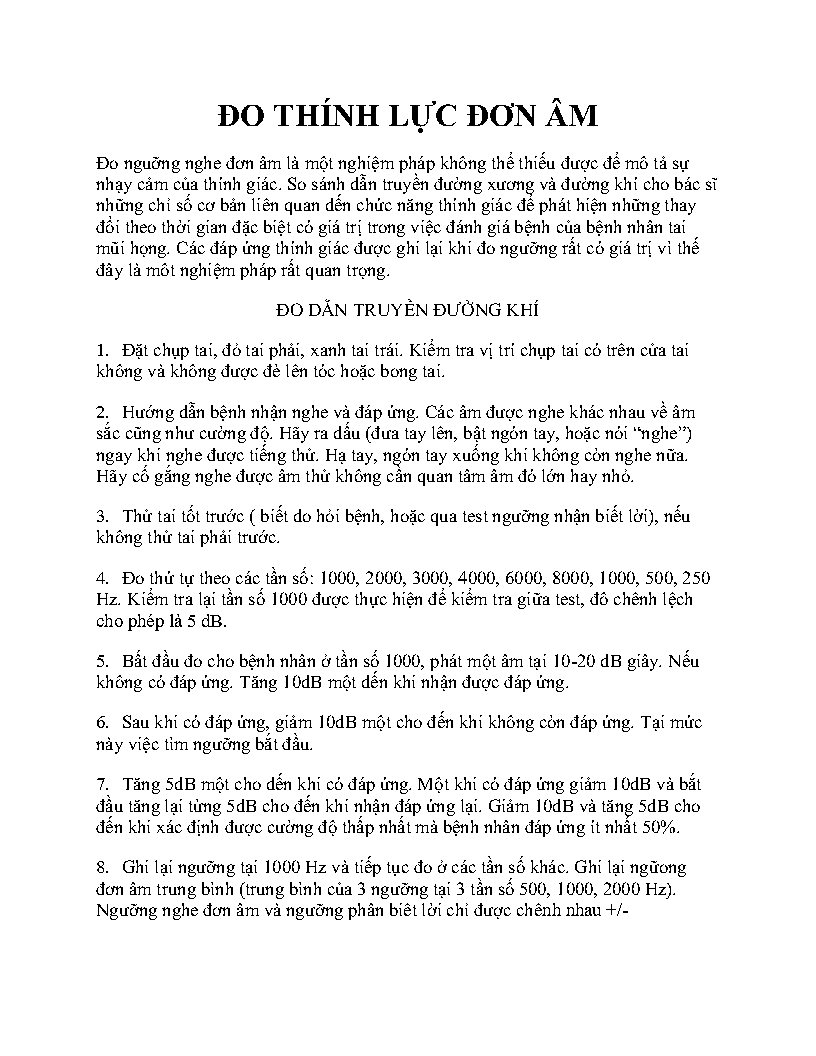 ĐO THÍNH LỰC ĐƠN ÂM
Đo nguỡng nghe đơn âm là một nghiệm pháp không thể thiếu được để mô tả sự
nhạy cảm của thính giác. So sánh dẫn truyền đường xương và đường khí cho bác sĩ
những chỉ số cơ bản liên quan dến chức năng thính giác để phát hiện những thay
đổi theo thời gian đặc biệt có giá trị trong việc đánh giá bệnh của bệnh nhân tai
mũi họng. Các đáp ứng thính giác được ghi lại khi đo ngưỡng rất có giá trị vì thế
đây là môt nghiệm pháp rất quan trọng.
ĐO DẪN TRUYỀN ĐƯỜNG KHÍ
1. Đặt chụp tai, đỏ tai phải, xanh tai trái. Kiểm tra vị trí chụp tai có trên cửa tai
không và không được đè lên tóc hoặc bong tai.
2. Hướng dẫn bệnh nhận nghe và đáp ứng. Các âm được nghe khác nhau về âm
sắc cũng như cường độ. Hãy ra dấu (đưa tay lên, bật ngón tay, hoặc nói “nghe”)
ngay khi nghe được tiếng thử. Hạ tay, ngón tay xuống khi không còn nghe nữa.
Hãy cố gắng nghe được âm thử không cần quan tâm âm đó lớn hay nhỏ.
3. Thử tai tốt trước ( biết do hỏi bệnh, hoặc qua test ngưỡng nhận biết lời), nếu
không thử tai phải trước.
4. Đo thứ tự theo các tần số: 1000, 2000, 3000, 4000, 6000, 8000, 1000, 500, 250
Hz. Kiểm tra lại tần số 1000 được thực hiện để kiểm tra giữa test, đô chênh lệch
cho phép là 5 dB.
5. Bắt đầu đo cho bệnh nhân ở tần số 1000, phát một âm tại 10-20 dB giây. Nếu
không có đáp ứng. Tăng 10dB một dến khi nhận được đáp ứng.
6. Sau khi có đáp ứng, giảm 10dB một cho đến khi không còn đáp ứng. Tại mức
này việc tìm ngưỡng bắt đầu.
7. Tăng 5dB một cho dến khi có đáp ứng. Một khi có đáp ứng giảm 10dB và bắt
đầu tăng lại từng 5dB cho đến khi nhận đáp ứng lại. Giảm 10dB và tăng 5dB cho
đến khi xác định được cường độ thấp nhất mà bệnh nhân đáp ứng ít nhất 50%.
8. Ghi lại ngưỡng tại 1000 Hz và tiếp tục đo ở các tần số khác. Ghi lại ngữơng
đơn âm trung bình (trung bình của 3 ngưỡng tại 3 tần số 500, 1000, 2000 Hz).
Ngưỡng nghe đơn âm và ngưỡng phân biêt lời chỉ được chênh nhau +/-